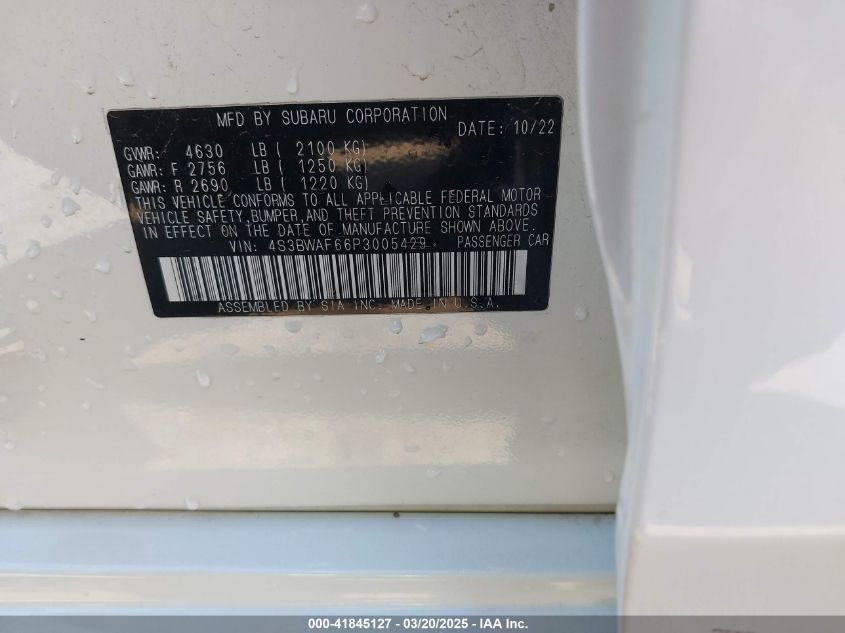 MFD BY SUBARU CORPORATION
DATE: 10/22
GVWR: 4630 LB ( 2100 KG)
GAWR: F 2756 LB ( 1250 KG)
GAWR: R 2690 LB ( 1220 KG)
THIS VEHICLE CONFORMS TO ALL APPLICABLE FEDERAL MOTOR
VEHICLE SAFETY,BUMPER,AND THEFT PREVENTION STANDARDS
IN EFFECT ON THE DATE OF MANUFACTURE SHOWN ABOVE.
VIN: 4S3BWAF66P3005429 PASSENGER CAR
ASSEMBLED BY SIA INC. MADE IN U.S.A.
000-41845127 - 03/20/2025 - IAA Inc.